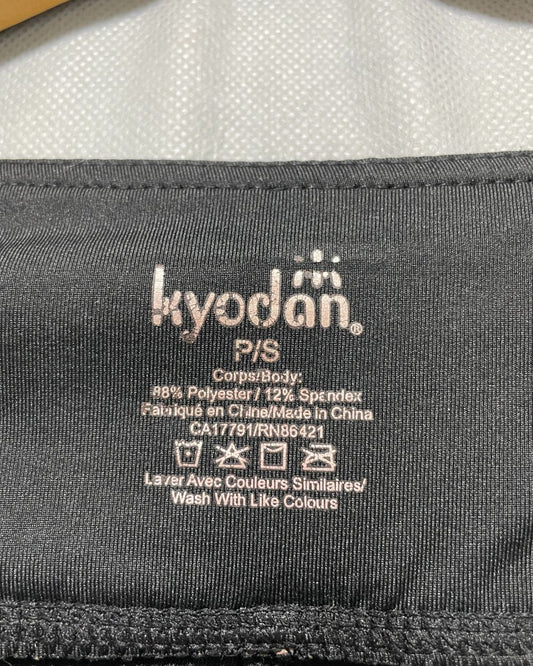 kyodan®
P/S
Corps/Body:
88% Polyester / 12% Spandex
Fabriqué en Chine/Made in China
CA17791/RN86421
Laver Avec Couleurs Similaires/
Wash With Like Colours